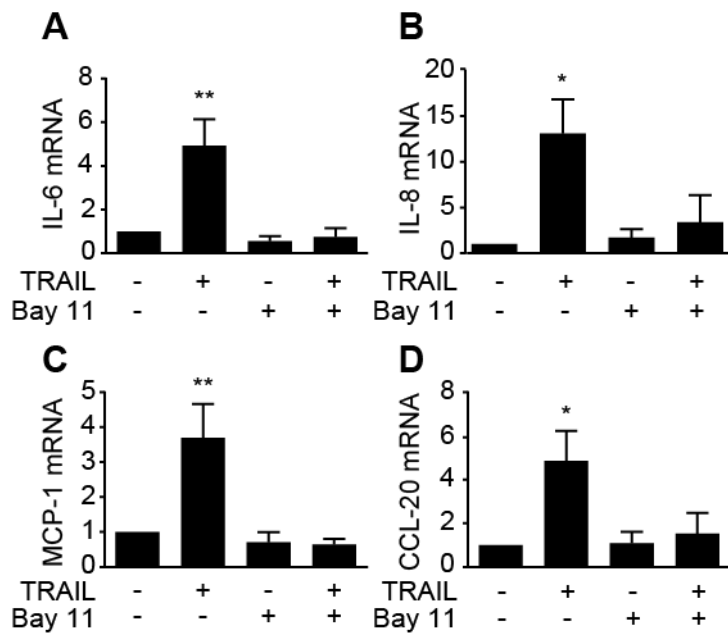 A
IL-6 mRNA
8
6
4
2
0
**
TRAIL - + - +
Bay 11 - - + +
B
IL-8 mRNA
20
15
10
5
0
*
TRAIL - + - +
Bay 11 - - + +
C
MCP-1 mRNA
5
4
3
2
1
0
**
TRAIL - + - +
Bay 11 - - + +
D
CCL-20 mRNA
8
6
4
2
0
*
TRAIL - + - +
Bay 11 - - + +